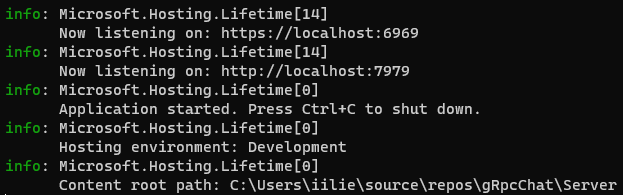 info: Microsoft.Hosting.Lifetime[14]
Now listening on: https://localhost:6969
info: Microsoft.Hosting.Lifetime[14]
Now listening on: http://localhost:7979
info: Microsoft.Hosting.Lifetime[0]
Application started. Press Ctrl+C to shut down.
info: Microsoft.Hosting.Lifetime[0]
Hosting environment: Development
info: Microsoft.Hosting.Lifetime[0]
Content root path: C:\Users\iilie\source\repos\gRpcChat\Server